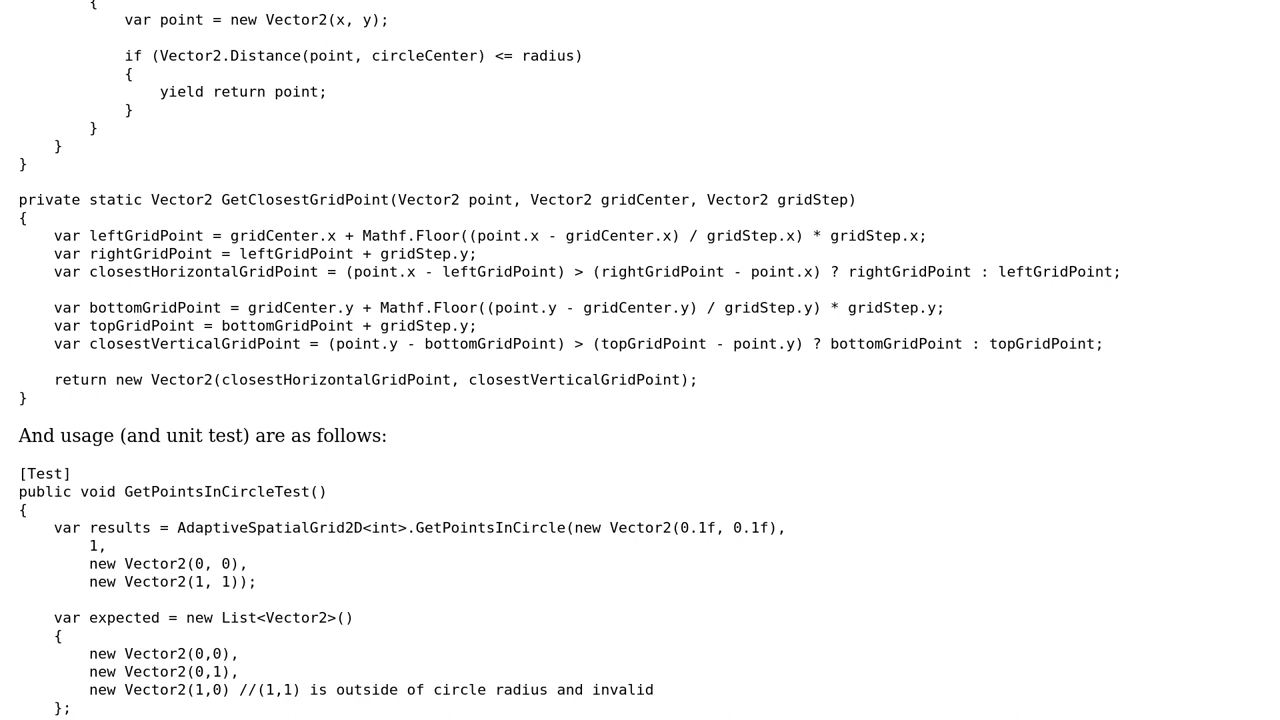 {
            var point = new Vector2(x, y);

            if (Vector2.Distance(point, circleCenter) <= radius)
            {
                yield return point;
            }
        }
    }
}

private static Vector2 GetClosestGridPoint(Vector2 point, Vector2 gridCenter, Vector2 gridStep)
{
    var leftGridPoint = gridCenter.x + Mathf.Floor((point.x - gridCenter.x) / gridStep.x) * gridStep.x;
    var rightGridPoint = leftGridPoint + gridStep.y;
    var closestHorizontalGridPoint = (point.x - leftGridPoint) > (rightGridPoint - point.x) ? rightGridPoint : leftGridPoint;

    var bottomGridPoint = gridCenter.y + Mathf.Floor((point.y - gridCenter.y) / gridStep.y) * gridStep.y;
    var topGridPoint = bottomGridPoint + gridStep.y;
    var closestVerticalGridPoint = (point.y - bottomGridPoint) > (topGridPoint - point.y) ? bottomGridPoint : topGridPoint;

    return new Vector2(closestHorizontalGridPoint, closestVerticalGridPoint);
}
And usage (and unit test) are as follows:
[Test]
public void GetPointsInCircleTest()
{
    var results = AdaptiveSpatialGrid2D<int>.GetPointsInCircle(new Vector2(0.1f, 0.1f),
        1,
        new Vector2(0, 0),
        new Vector2(1, 1));

    var expected = new List<Vector2>()
    {
        new Vector2(0,0),
        new Vector2(0,1),
        new Vector2(1,0) //(1,1) is outside of circle radius and invalid
    };